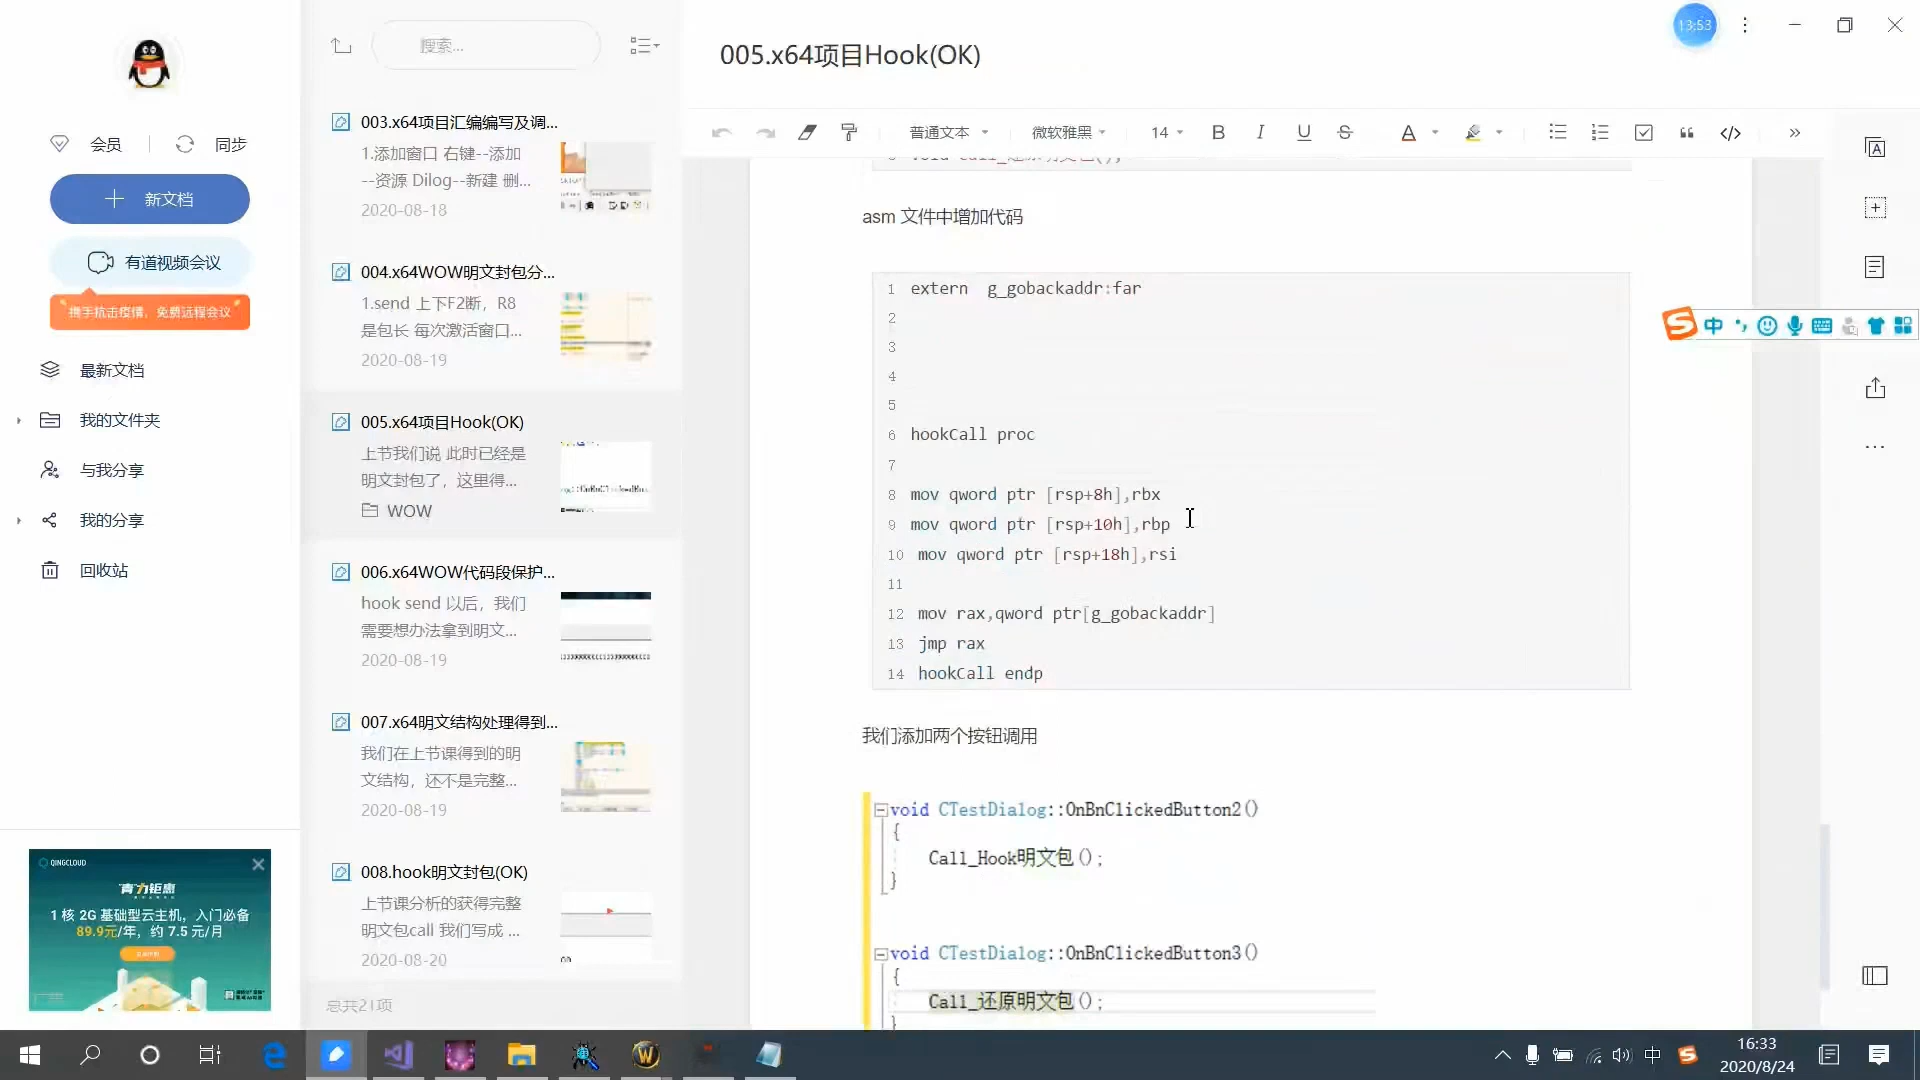 会员
同步
新文档
有道视频会议
携手抗击疫情，免费远程会议
最新文档
我的文件夹
与我分享
我的分享
回收站
QINGCLOUD
1 核 2G 基础型云主机，入门必备
89.9元/年，约 7.5 元/月
搜索...
003.x64项目汇编编写及调...
1.添加窗口 右键--添加
--资源 Dilog--新建 删...
2020-08-18
004.x64WOW明文封包分...
1.send 上下F2断，R8
是包长 每次激活窗口...
2020-08-19
005.x64项目Hook(OK)
上节我们说 此时已经是
明文封包了，这里得...
WOW
006.x64WOW代码段保护...
hook send 以后，我们
需要想办法拿到明文...
2020-08-19
007.x64明文结构处理得到...
我们在上节课得到的明
文结构，还不是完整...
2020-08-19
008.hook明文封包(OK)
上节课分析的获得完整
明文包call 我们写成 ...
2020-08-20
总共21项
005.x64项目Hook(OK)
13:53
普通文本
微软雅黑
14
B
I
U
S
A
asm 文件中增加代码
1 extern  g_gobackaddr:far
2
3
4
5
6 hookCall proc
7
8 mov qword ptr [rsp+8h],rbx
9 mov qword ptr [rsp+10h],rbp
10 mov qword ptr [rsp+18h],rsi
11
12 mov rax,qword ptr[g_gobackaddr]
13 jmp rax
14 hookCall endp
我们添加两个按钮调用
void CTestDialog::OnBnClickedButton2()
{
Call_Hook明文包();
}
void CTestDialog::OnBnClickedButton3()
{
Call_还原明文包();
}
中
中
16:33
2020/8/24